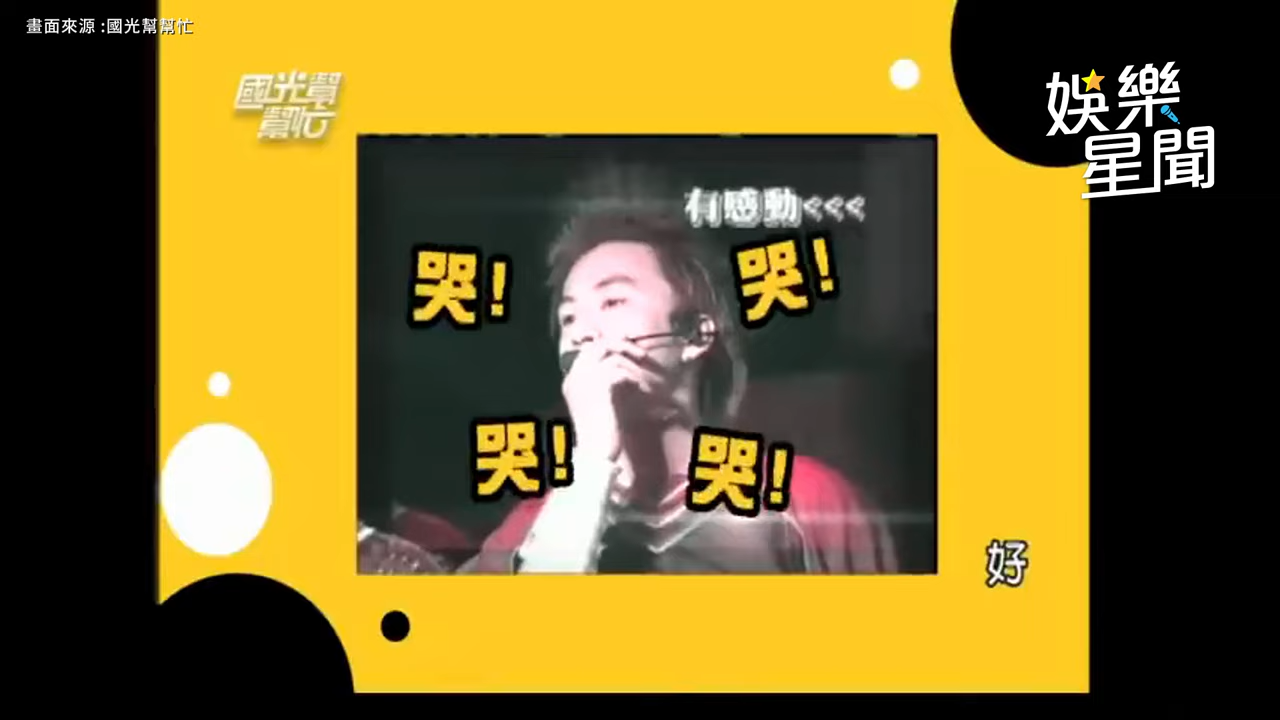 畫面來源 :國光幫幫忙
國光幫
幫忙
娛樂
星聞
有感動<<<
哭!
哭!
哭!
哭!
好